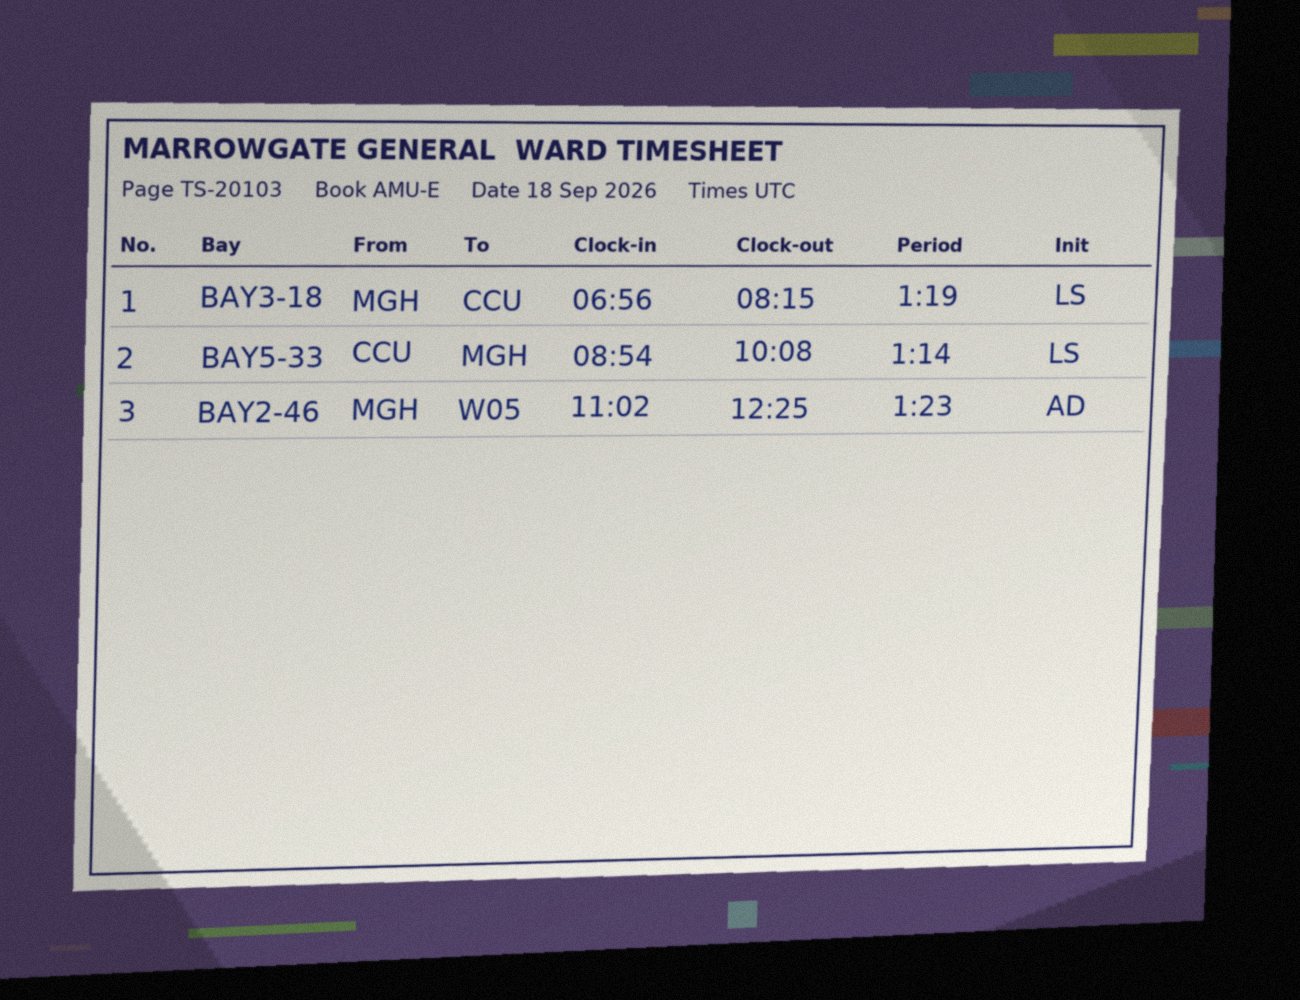 MARROWGATE GENERAL WARD TIMESHEET
Page TS-20103 Book AMU-E Date 18 Sep 2026 Times UTC
No. Bay From To Clock-in Clock-out Period Init
1 BAY3-18 MGH CCU 06:56 08:15 1:19 LS
2 BAY5-33 CCU MGH 08:54 10:08 1:14 LS
3 BAY2-46 MGH W05 11:02 12:25 1:23 AD